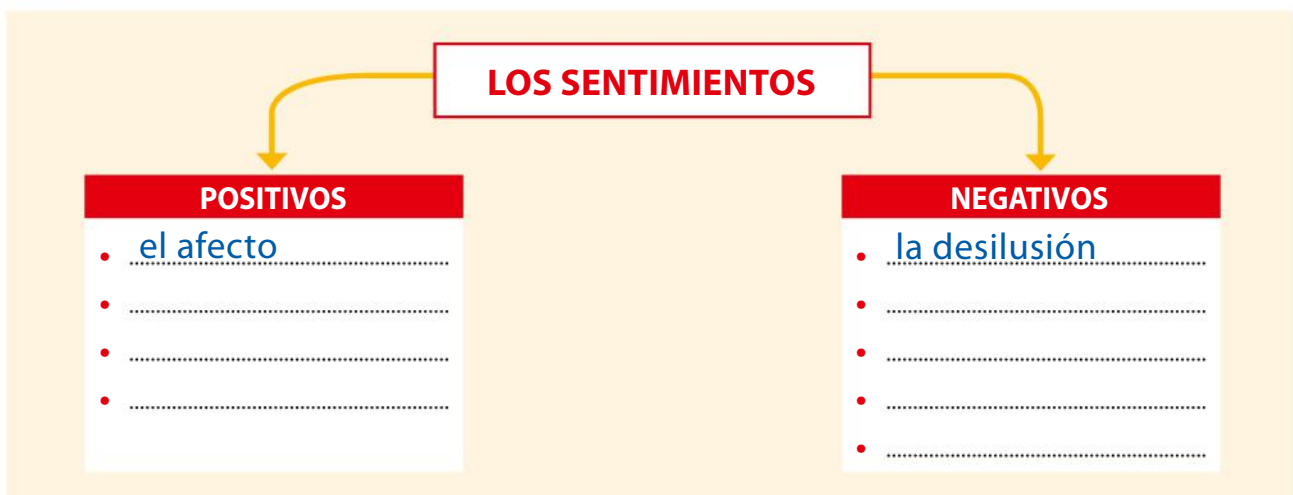 LOS SENTIMIENTOS
POSITIVOS
• el afecto
•
•
•
NEGATIVOS
• la desilusión
•
•
•
•